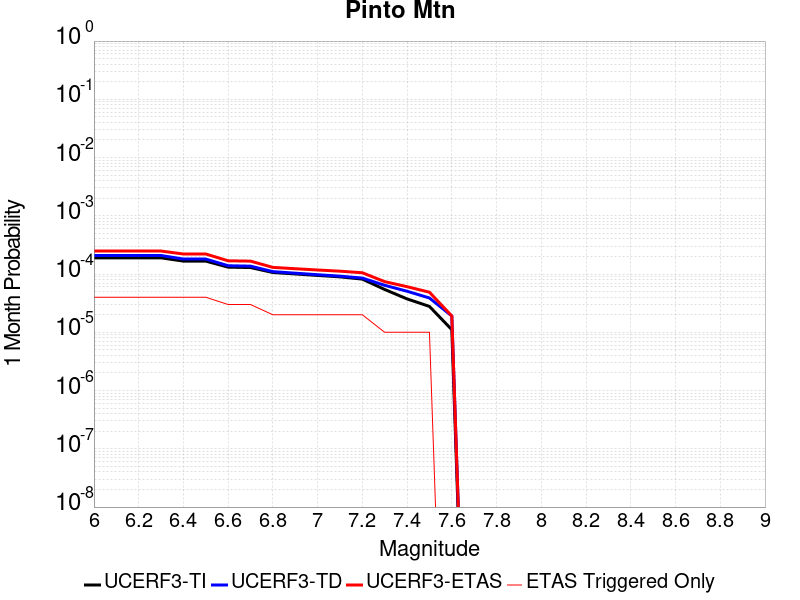 Pinto Mtn
10^0
10^-1
10^-2
10^-3
10^-4
10^-5
10^-6
10^-7
10^-8
1 Month Probability
6 6.2 6.4 6.6 6.8 7 7.2 7.4 7.6 7.8 8 8.2 8.4 8.6 8.8 9
Magnitude
UCERF3-TI UCERF3-TD UCERF3-ETAS ETAS Triggered Only